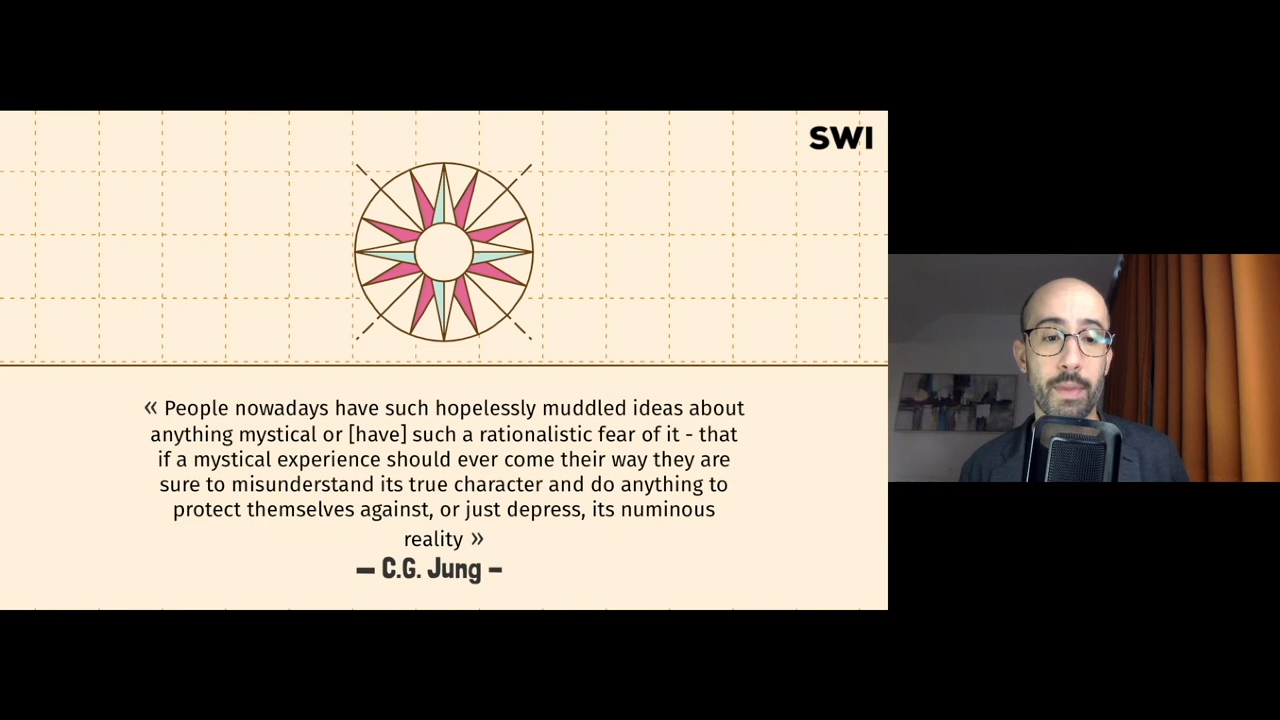 SWI
« People nowadays have such hopelessly muddled ideas about
anything mystical or [have] such a rationalistic fear of it - that
if a mystical experience should ever come their way they are
sure to misunderstand its true character and do anything to
protect themselves against, or just depress, its numinous
reality »
– C.G. Jung –